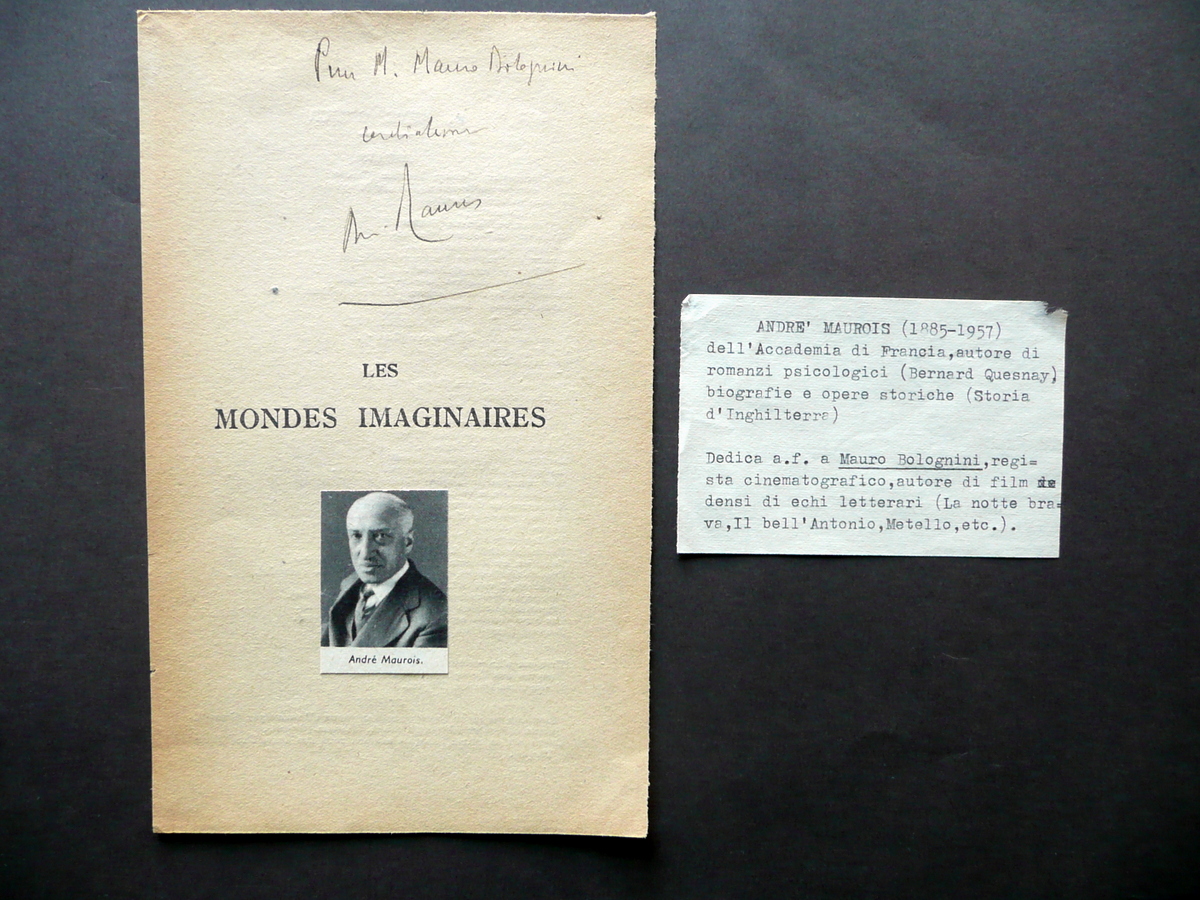 Pour M. Mauro Bolognini
cordialement
André Maurois
LES
MONDES IMAGINAIRES
André Maurois.
ANDRE' MAUROIS (1885-1957)
dell'Accademia di Francia,autore di
romanzi psicologici (Bernard Quesnay)
biografie e opere storiche (Storia
d'Inghilterra)
Dedica a.f. a Mauro Bolognini,regi=
sta cinematografico,autore di film
densi di echi letterari (La notte bra=
va,Il bell'Antonio,Metello,etc.).